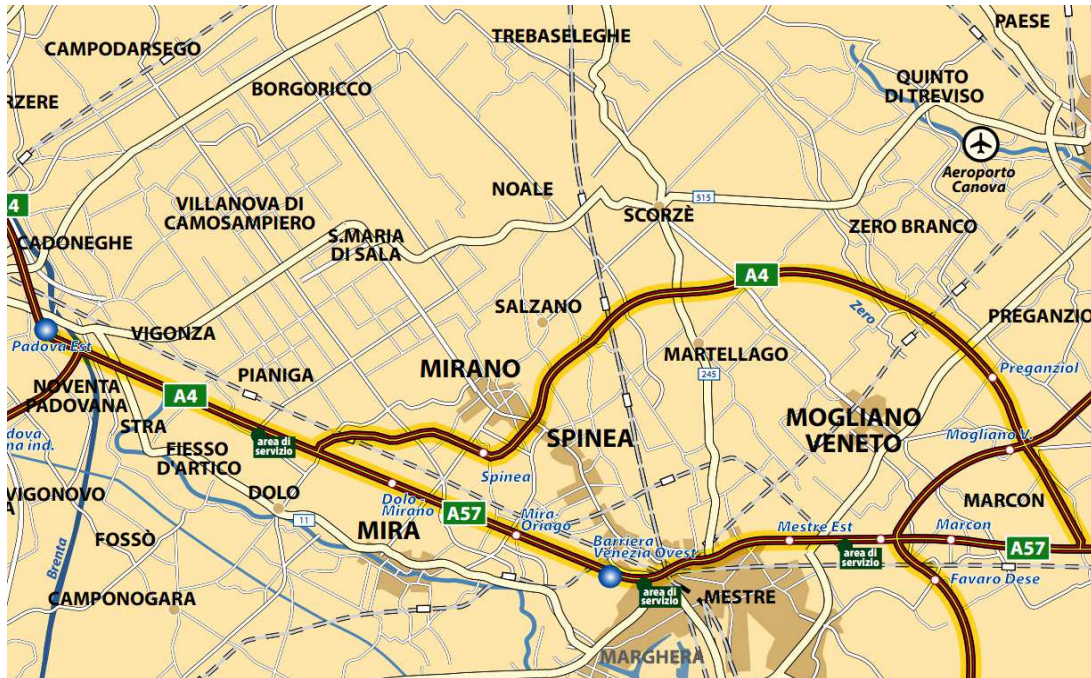 PAESE
CAMPODARSEGO
TREBASELEGHE
QUINTO
DI TREVISO
BORGORICCO
RZERE
Aeroporto
Canova
NOALE
515
4
VILLANOVA DI
CAMOSAMPIERO
SCORZÈ
ZERO BRANCO
S.MARIA
DI SALA
CADONEGHE
A4
SALZANO
Zero
PREGANZIO
VIGONZA
Padova Est
MARTELLAGO
MIRANO
PIANIGA
245
Preganziol
NOVENTA
PADOVANA
A4
MOGLIANO
VENETO
STRA
SPINEA
Mogliano V.
dova
na ind.
area di
servizio
FIESSO
D'ARTICO
Spinea
VIGONOVO
A
DOLO
Dolo -
Mirano
A57
MARCON
Mira-
Oriago
11
MIRA
Mestre Est
Marcon
FOSSÒ
Barriera
Venezia Ovest
A57
area di
servizio
Brenta
Favaro Dese
area di
servizio
MESTRE
CAMPONOGARA
MARGHERA